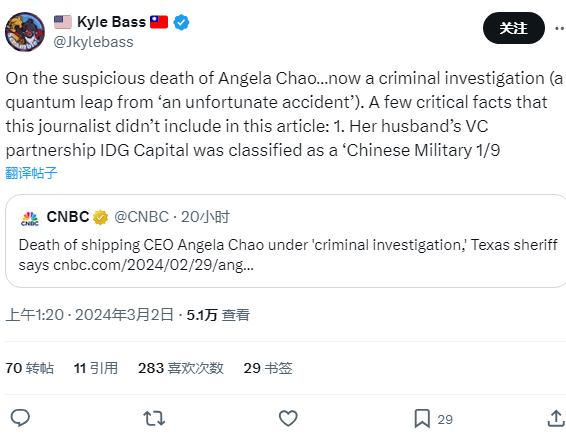 Kyle Bass
关注
@Jkylebass
On the suspicious death of Angela Chao...now a criminal investigation (a
quantum leap from ‘an unfortunate accident’). A few critical facts that
this journalist didn’t include in this article: 1. Her husband’s VC
partnership IDG Capital was classified as a ‘Chinese Military 1/9
翻译帖子
CNBC
CNBC @CNBC · 20小时
Death of shipping CEO Angela Chao under 'criminal investigation,' Texas sheriff
says cnbc.com/2024/02/29/ang...
上午1:20 · 2024年3月2日 · 5.1万 查看
70 转帖 11 引用 283 喜欢次数 29 书签
29